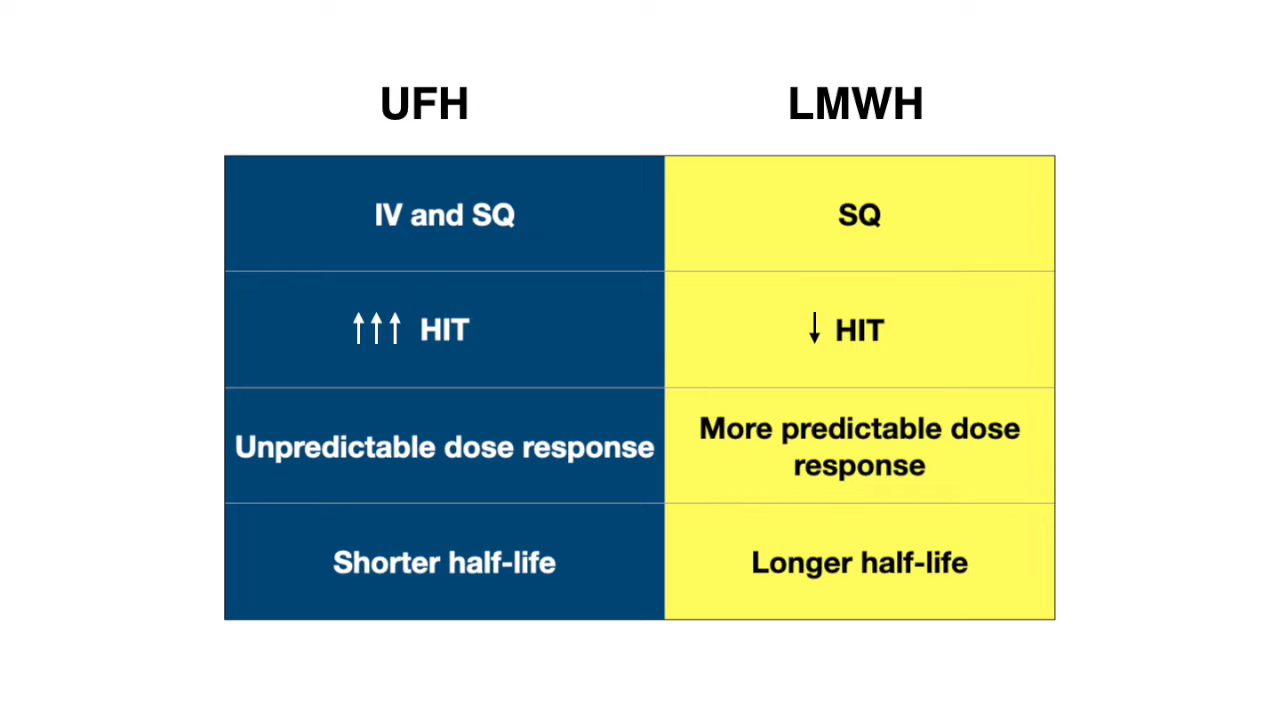 UFH LMWH
IV and SQ SQ
↑↑↑ HIT ↓ HIT
Unpredictable dose response More predictable dose
response
Shorter half-life Longer half-life